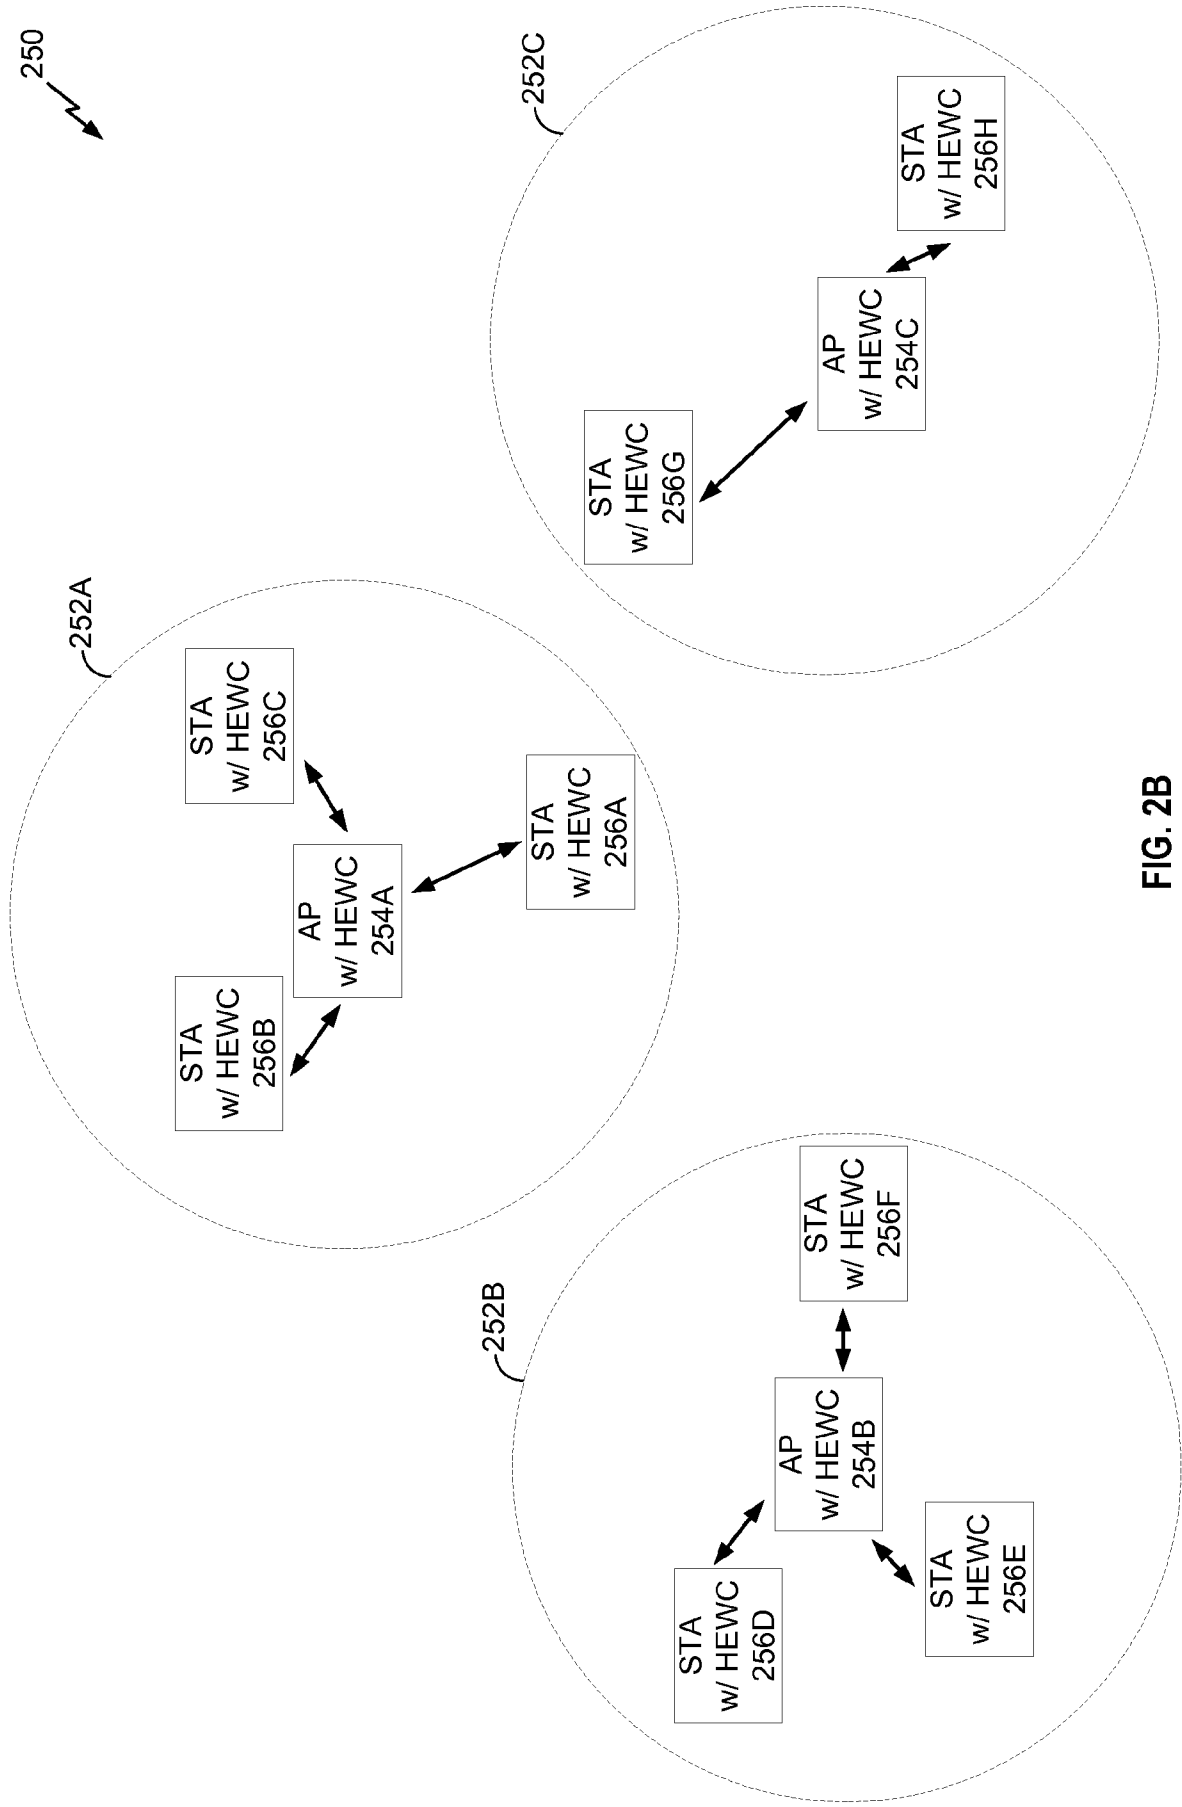 250
252A
STA
w/ HEWC
256B
STA
w/ HEWC
256C
AP
w/ HEWC
254A
STA
w/ HEWC
256A
252B
STA
w/ HEWC
256D
AP
w/ HEWC
254B
STA
w/ HEWC
256F
STA
w/ HEWC
256E
252C
STA
w/ HEWC
256G
AP
w/ HEWC
254C
STA
w/ HEWC
256H
FIG. 2B